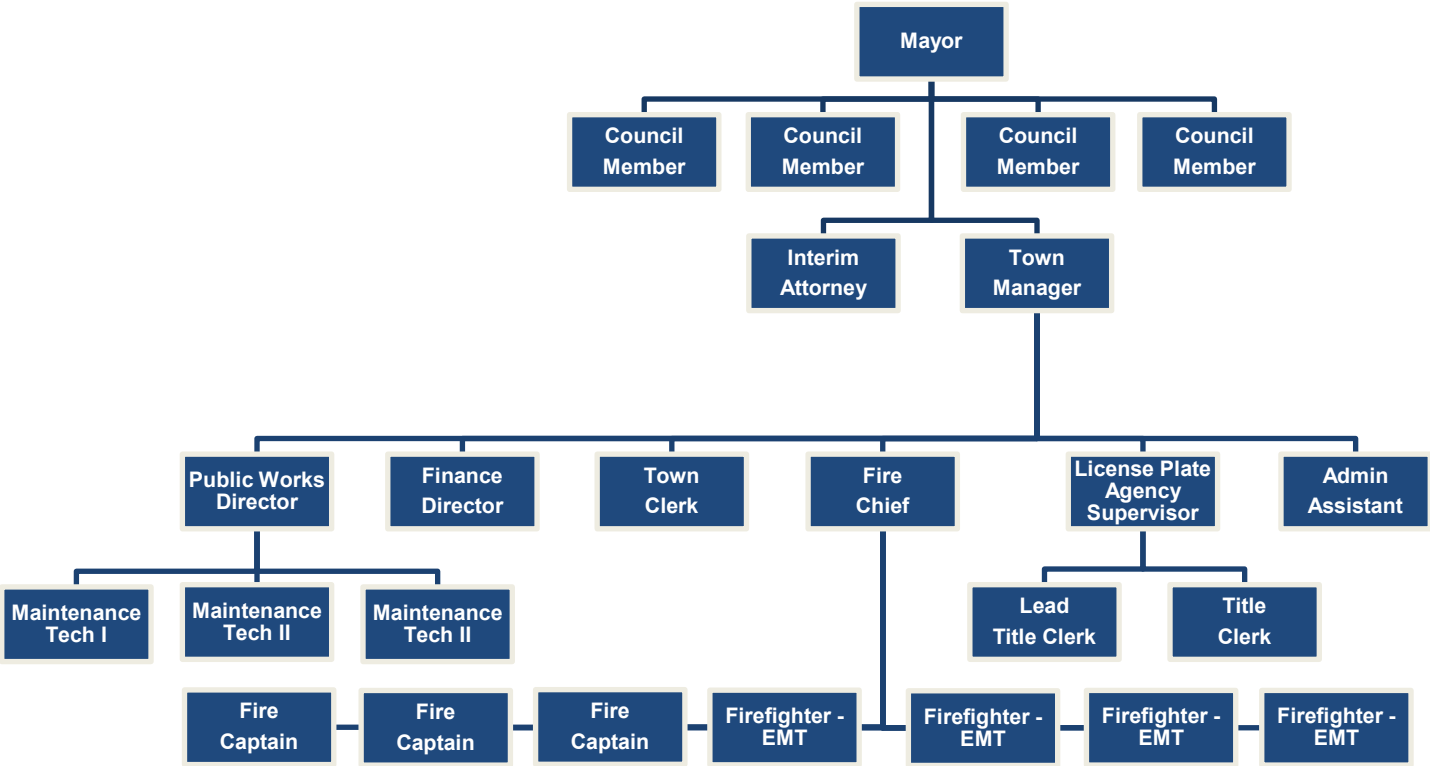 Mayor
Council
Member
Council
Member
Council
Member
Council
Member
Interim
Attorney
Town
Manager
Public Works
Director
Finance
Director
Town
Clerk
Fire
Chief
License Plate
Agency
Supervisor
Admin
Assistant
Maintenance
Tech I
Maintenance
Tech II
Maintenance
Tech II
Lead
Title Clerk
Title
Clerk
Fire
Captain
Fire
Captain
Fire
Captain
Firefighter -
EMT
Firefighter -
EMT
Firefighter -
EMT
Firefighter -
EMT